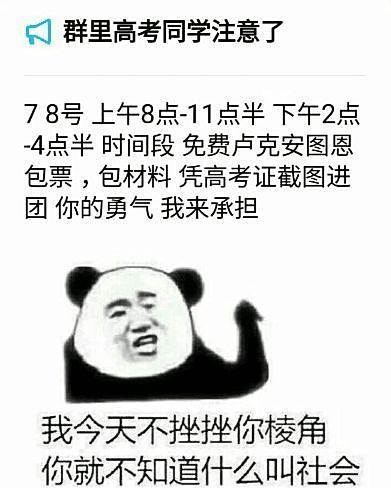 群里高考同学注意了
7 8号 上午8点-11点半 下午2点
-4点半 时间段 免费卢克安图恩
包票，包材料 凭高考证截图进
团 你的勇气 我来承担
我今天不挫挫你棱角
你就不知道什么叫社会